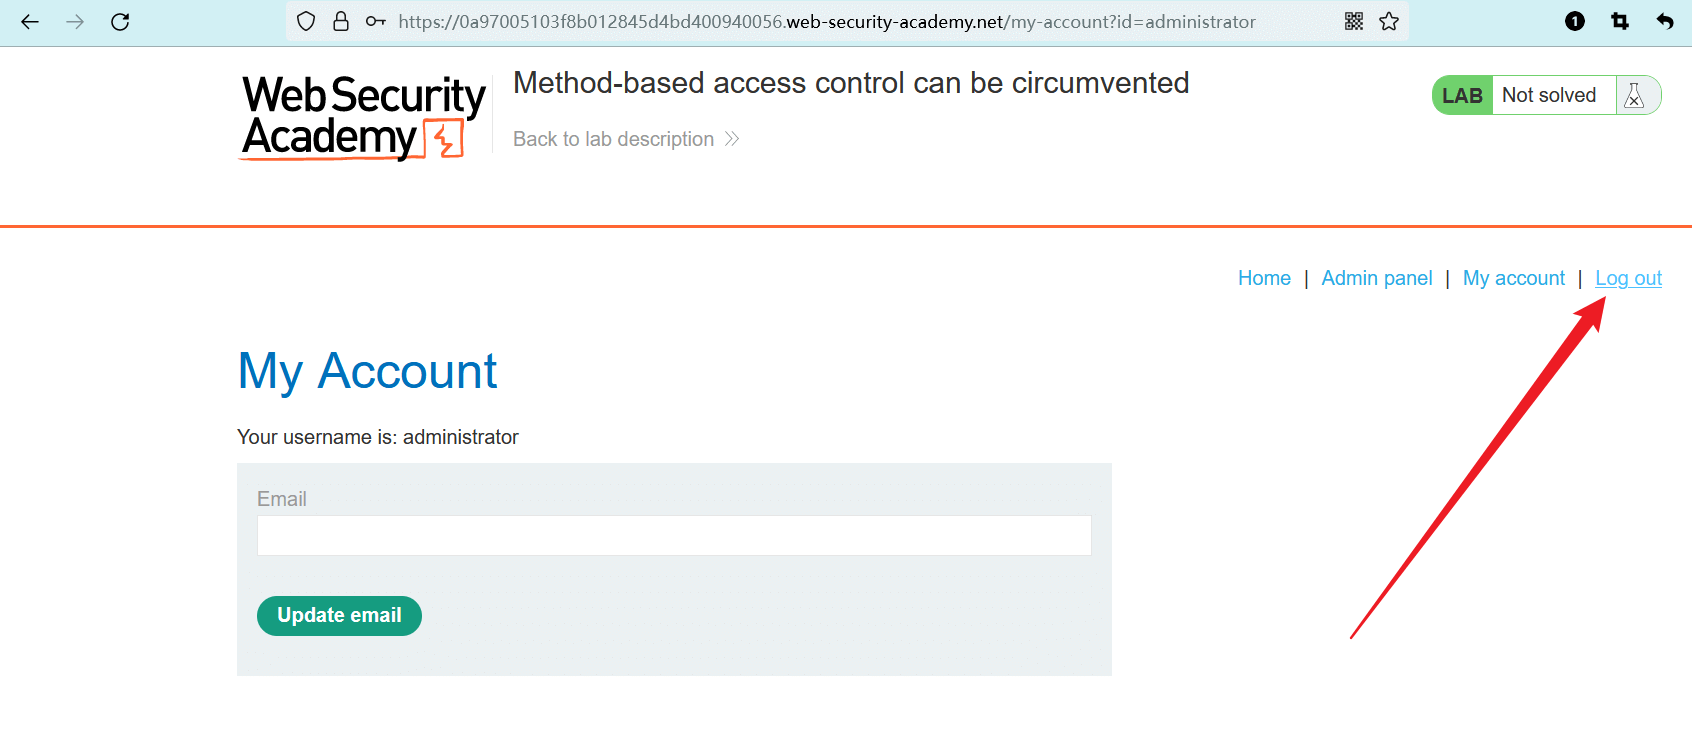 https://0a97005103f8b012845d4bd400940056.web-security-academy.net/my-account?id=administrator
1
Web Security
Academy
Method-based access control can be circumvented
Back to lab description
LAB Not solved
Home | Admin panel | My account | Log out
My Account
Your username is: administrator
Email
Update email